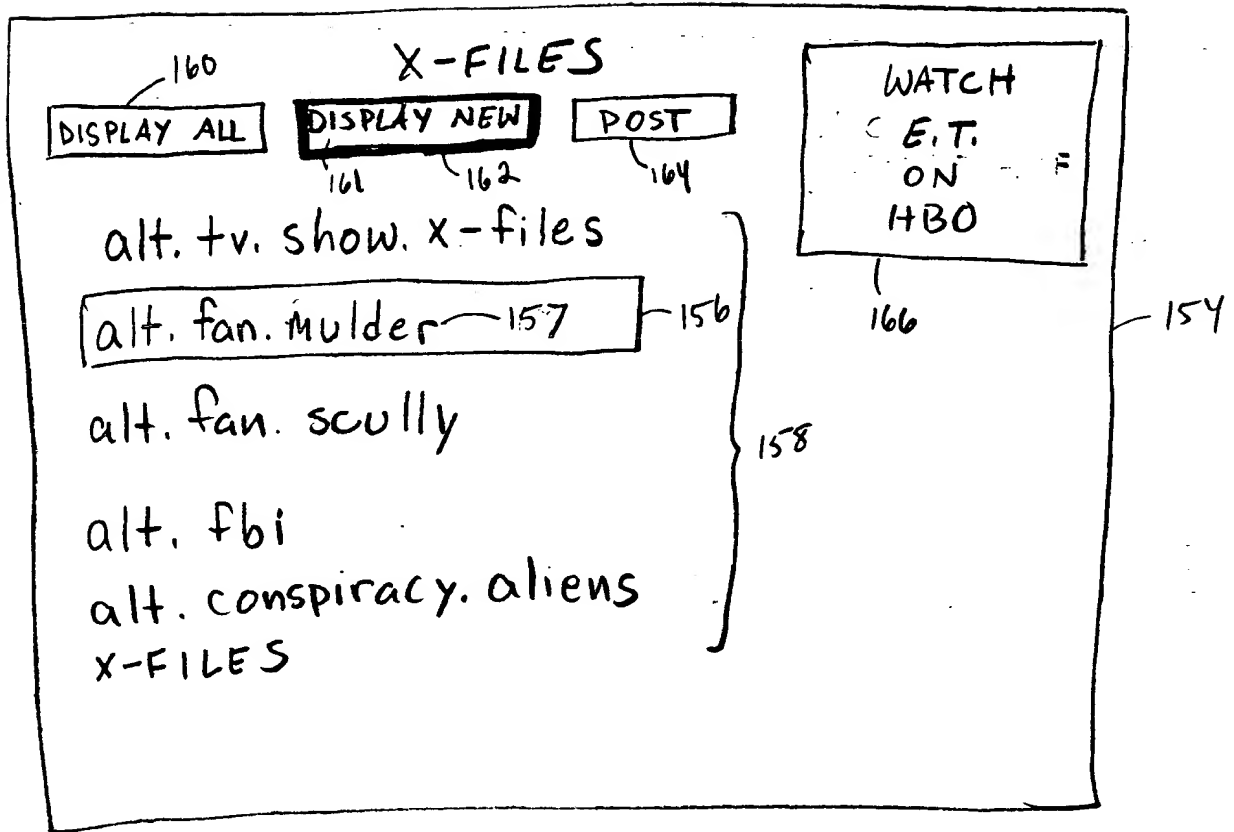 X-FILES
160
DISPLAY ALL
DISPLAY NEW
POST
161
162
164
WATCH
E.T.
ON
HBO
166
154
alt. tv. show. x-files
alt. fan. mulder
157
156
alt. fan. scully
158
alt. fbi
alt. conspiracy. aliens
X-FILES